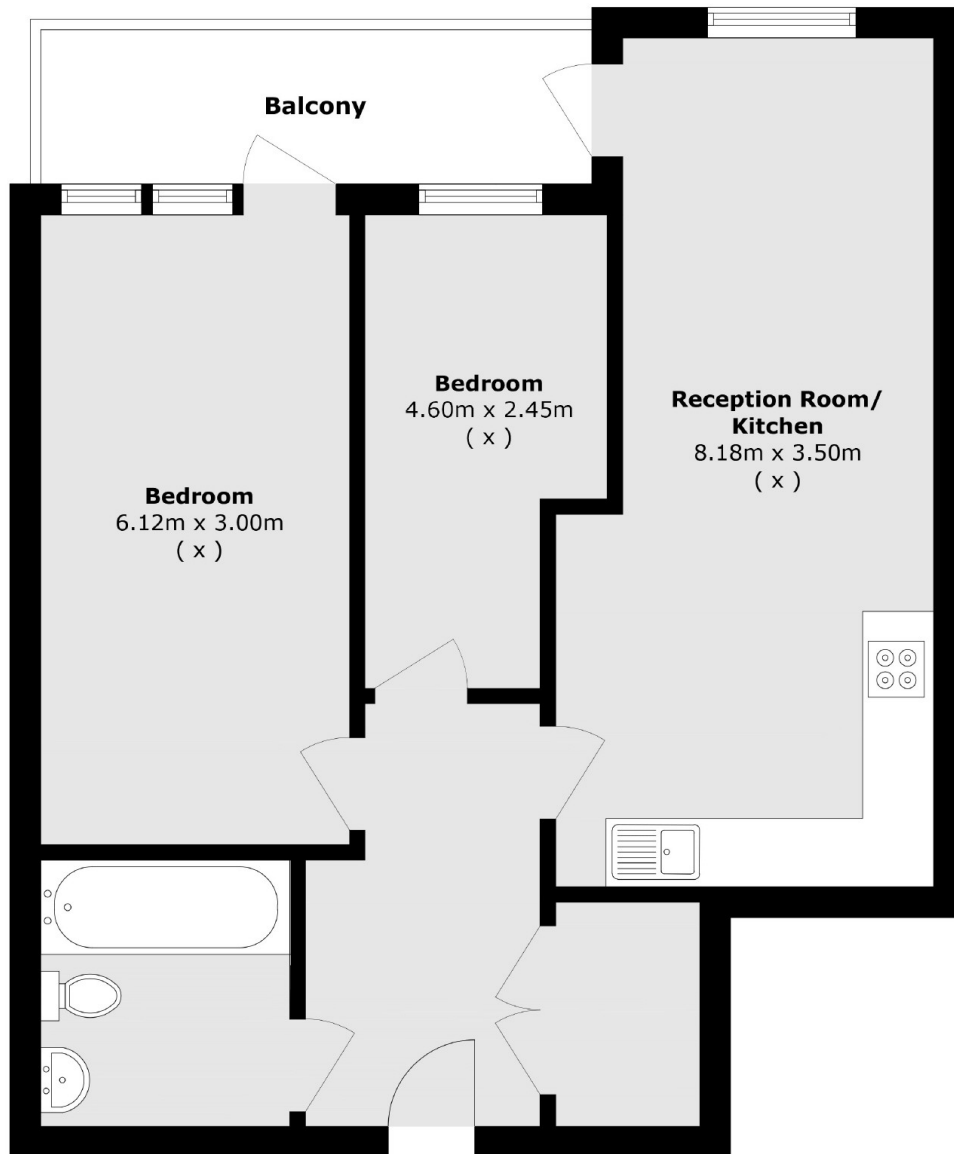 Balcony
Bedroom
4.60m x 2.45m
( x )
Reception Room/
Kitchen
8.18m x 3.50m
( x )
Bedroom
6.12m x 3.00m
( x )